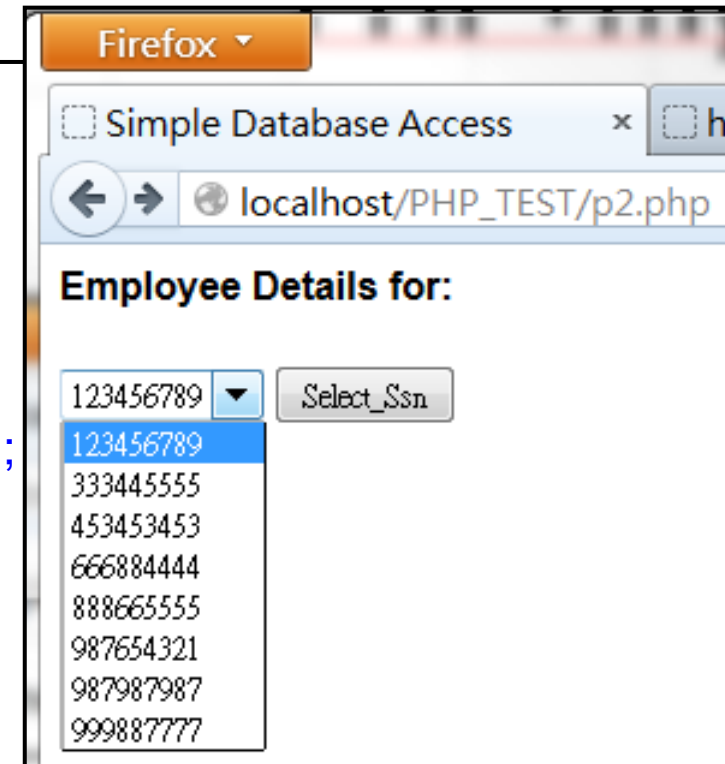 Firefox
Simple Database Access × h
localhost/PHP_TEST/p2.php
Employee Details for:
123456789 Select_Ssn
123456789
;
333445555
453453453
666884444
888665555
987654321
987987987
999887777